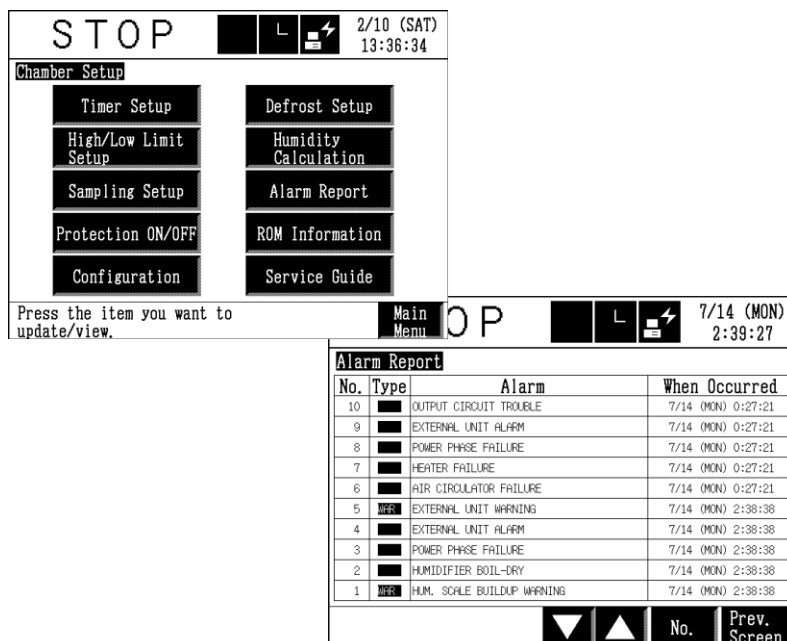 STOP
2/10 (SAT)
13:36:34
Chamber Setup
Timer Setup
Defrost Setup
High/Low Limit
Setup
Humidity
Calculation
Sampling Setup
Alarm Report
Protection ON/OFF
ROM Information
Configuration
Service Guide
Press the item you want to
update/view.
Main
Menu
OP
7/14 (MON)
2:39:27
Alarm Report
No. Type Alarm When Occurred
10 OUTPUT CIRCUIT TROUBLE 7/14 (MON) 0:27:21
9 EXTERNAL UNIT ALARM 7/14 (MON) 0:27:21
8 POWER PHASE FAILURE 7/14 (MON) 0:27:21
7 HEATER FAILURE 7/14 (MON) 0:27:21
6 AIR CIRCULATOR FAILURE 7/14 (MON) 0:27:21
5 WAR EXTERNAL UNIT WARNING 7/14 (MON) 2:38:38
4 EXTERNAL UNIT ALARM 7/14 (MON) 2:38:38
3 POWER PHASE FAILURE 7/14 (MON) 2:38:38
2 HUMIDIFIER BOIL-DRY 7/14 (MON) 2:38:38
1 WAR HUM. SCALE BUILDUP WARNING 7/14 (MON) 2:38:38
No.
Prev.
Screen